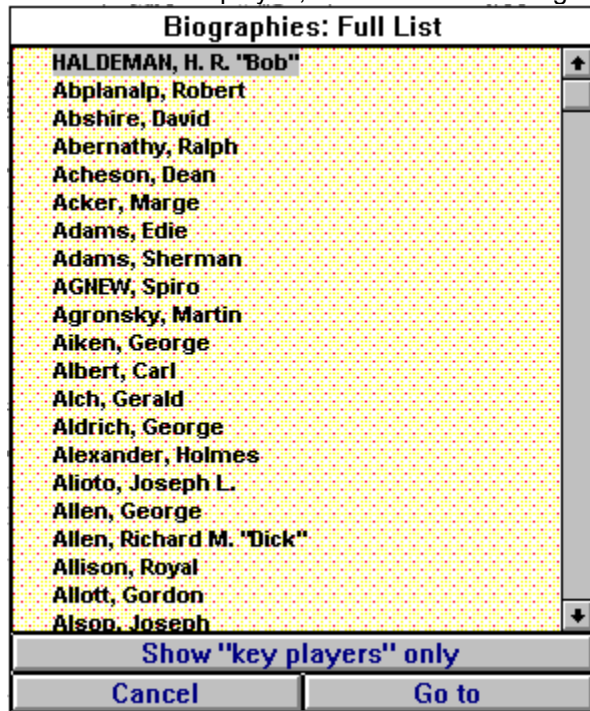 Biographies: Full List
HALDEMAN, H. R. "Bob"
Abplanalp, Robert
Abshire, David
Abernathy, Ralph
Acheson, Dean
Acker, Marge
Adams, Edie
Adams, Sherman
AGNEW, Spiro
Agronsky, Martin
Aiken, George
Albert, Carl
Alch, Gerald
Aldrich, George
Alexander, Holmes
Alioto, Joseph L.
Allen, George
Allen, Richard M. "Dick"
Allison, Royal
Allott, Gordon
Alsop, Joseph
Show "key players" only
Cancel Go to